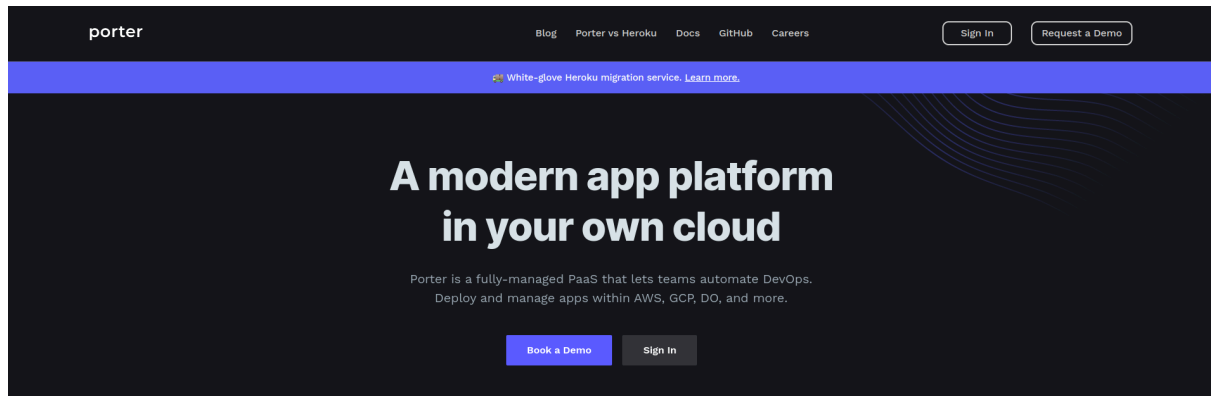 porter
Blog Porter vs Heroku Docs GitHub Careers
Sign In
Request a Demo
White-glove Heroku migration service. Learn more.
A modern app platform
in your own cloud
Porter is a fully-managed PaaS that lets teams automate DevOps.
Deploy and manage apps within AWS, GCP, DO, and more.
Book a Demo
Sign In